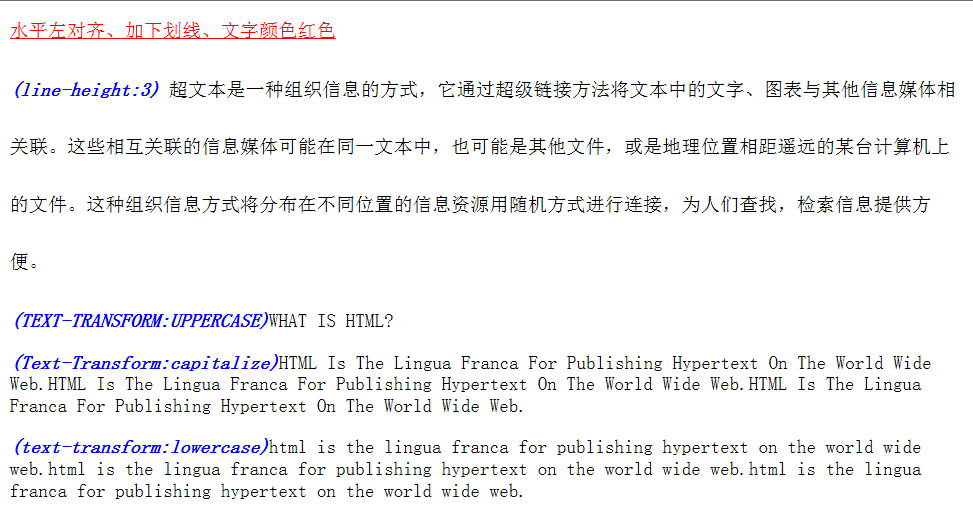 水平左对齐、加下划线、文字颜色红色
(line-height:3) 超文本是一种组织信息的方式，它通过超级链接方法将文本中的文字、图表与其他信息媒体相
关联。这些相互关联的信息媒体可能在同一文本中，也可能是其他文件，或是地理位置相距遥远的某台计算机上
的文件。这种组织信息方式将分布在不同位置的信息资源用随机方式进行连接，为人们查找，检索信息提供方
便。
(TEXT-TRANSFORM:UPPERCASE)WHAT IS HTML?
(Text-Transform:capitalize)HTML Is The Lingua Franca For Publishing Hypertext On The World Wide
Web.HTML Is The Lingua Franca For Publishing Hypertext On The World Wide Web.HTML Is The Lingua
Franca For Publishing Hypertext On The World Wide Web.
(text-transform:lowercase)html is the lingua franca for publishing hypertext on the world wide
web.html is the lingua franca for publishing hypertext on the world wide web.html is the lingua
franca for publishing hypertext on the world wide web.